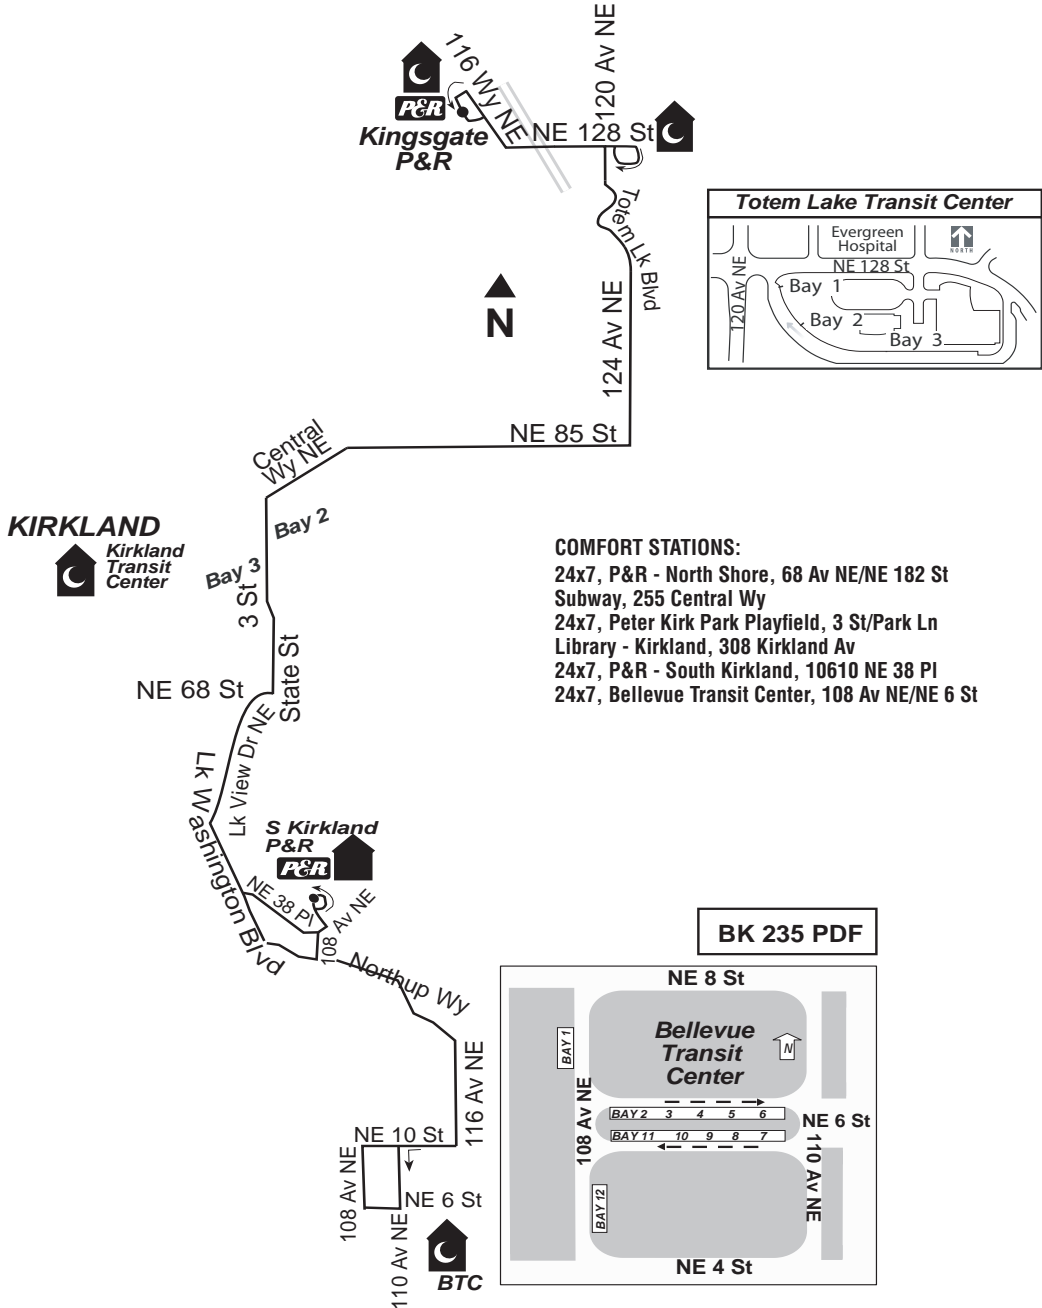 120 Av NE
116 Wy NE
P&R
Kingsgate
P&R
NE 128 St
Totem Lk Blvd
Totem Lake Transit Center
Evergreen
Hospital
NORTH
NE 128 St
120 Av NE
Bay 1
Bay 2
Bay 3
N
124 Av NE
NE 85 St
Central
Wy NE
KIRKLAND
Kirkland
Transit
Center
Bay 2
Bay 3
3 St
State St
NE 68 St
COMFORT STATIONS:
24x7, P&R - North Shore, 68 Av NE/NE 182 St
Subway, 255 Central Wy
24x7, Peter Kirk Park Playfield, 3 St/Park Ln
Library - Kirkland, 308 Kirkland Av
24x7, P&R - South Kirkland, 10610 NE 38 Pl
24x7, Bellevue Transit Center, 108 Av NE/NE 6 St
Lk View Dr NE
Lk Washington Blvd
S Kirkland
P&R
P&R
NE 38 Pl
108 Av NE
Northup Wy
116 Av NE
NE 10 St
108 Av NE
NE 6 St
110 Av NE
BTC
BK 235 PDF
NE 8 St
BAY 1
Bellevue
Transit
Center
N
108 Av NE
BAY 2 3 4 5 6
NE 6 St
BAY 11 10 9 8 7
110 Av NE
BAY 12
NE 4 St